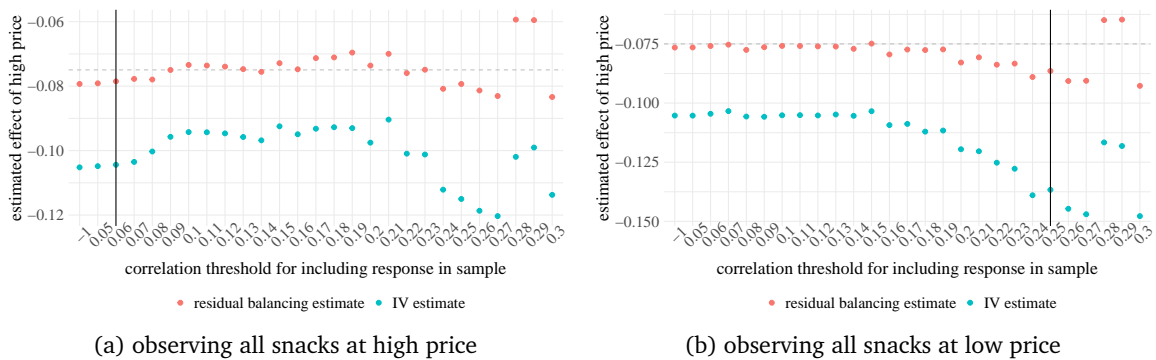 estimated effect of high price
−0.06
−0.08
−0.10
−0.12
−1 0.05 0.06 0.07 0.08 0.09 0.1 0.11 0.12 0.13 0.14 0.15 0.16 0.17 0.18 0.19 0.2 0.21 0.22 0.23 0.24 0.25 0.26 0.27 0.28 0.29 0.3
correlation threshold for including response in sample
residual balancing estimate IV estimate
(a) observing all snacks at high price
estimated effect of high price
−0.075
−0.100
−0.125
−0.150
−1 0.05 0.06 0.07 0.08 0.09 0.1 0.11 0.12 0.13 0.14 0.15 0.16 0.17 0.18 0.19 0.2 0.21 0.22 0.23 0.24 0.25 0.26 0.27 0.28 0.29 0.3
correlation threshold for including response in sample
residual balancing estimate IV estimate
(b) observing all snacks at low price